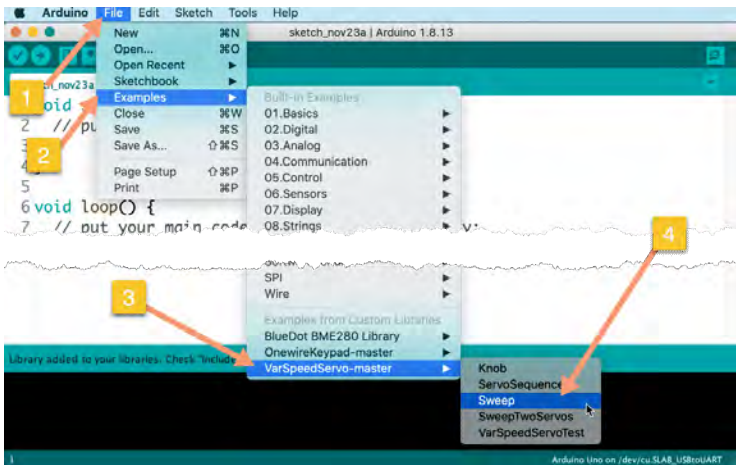 Arduino File Edit Sketch Tools Help
sketch_nov23a | Arduino 1.8.13
New ⌘N
Open... ⌘O
Open Recent ▶
Sketchbook ▶
Examples ▶
Close ⌘W
Save ⌘S
Save As... ⇧⌘S
Page Setup ⇧⌘P
Print ⌘P
1
2
3
4
2 // pu
5
6 void loop() {
7 // put your main code
Built-in Examples
01.Basics ▶
02.Digital ▶
03.Analog ▶
04.Communication ▶
05.Control ▶
06.Sensors ▶
07.Display ▶
08.Strings
SPI ▶
Wire ▶
Examples from Custom Libraries
BlueDot BME280 Library ▶
OnewireKeypad-master ▶
VarSpeedServo-master ▶
Knob
ServoSequence
Sweep
SweepTwoServos
VarSpeedServoTest
Library added to your libraries. Check "Include
1
Arduino Uno on /dev/cu.SLAB_USBtoUART